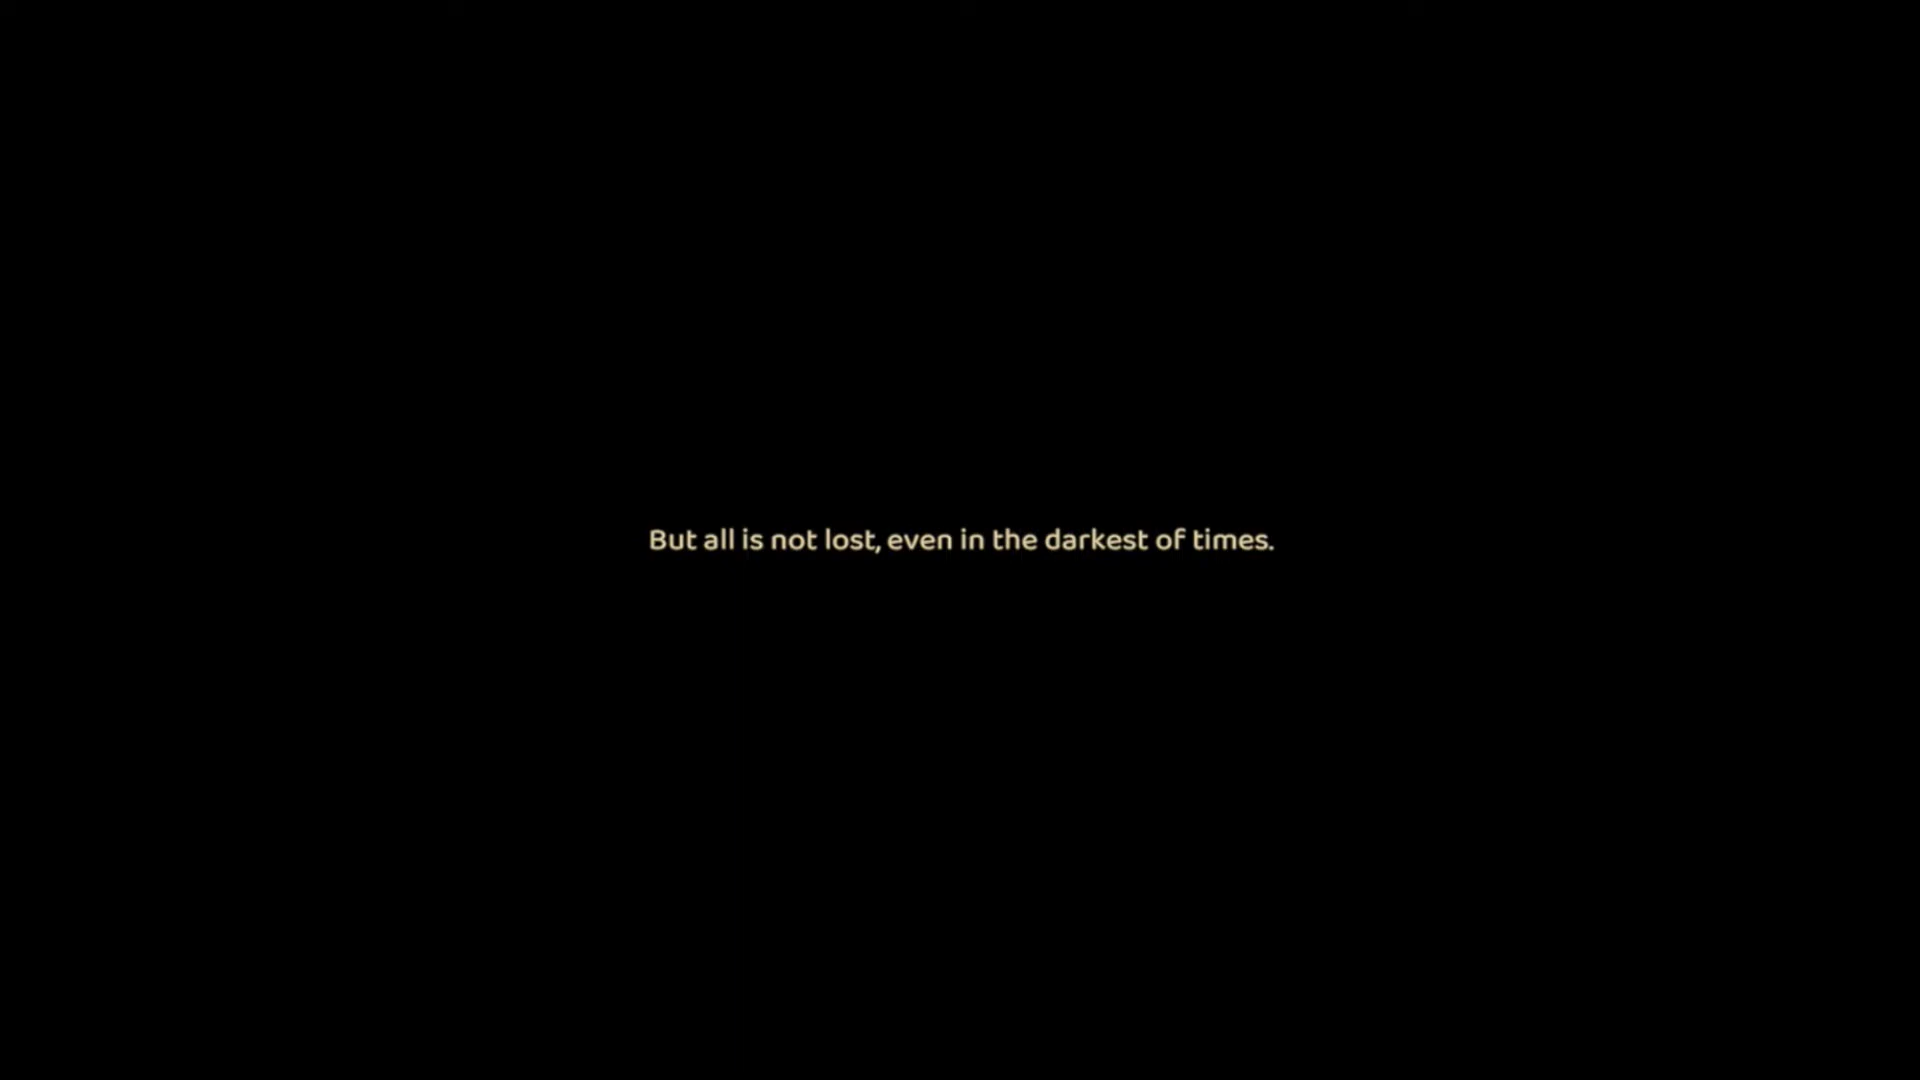 But all is not lost, even in the darkest of times.